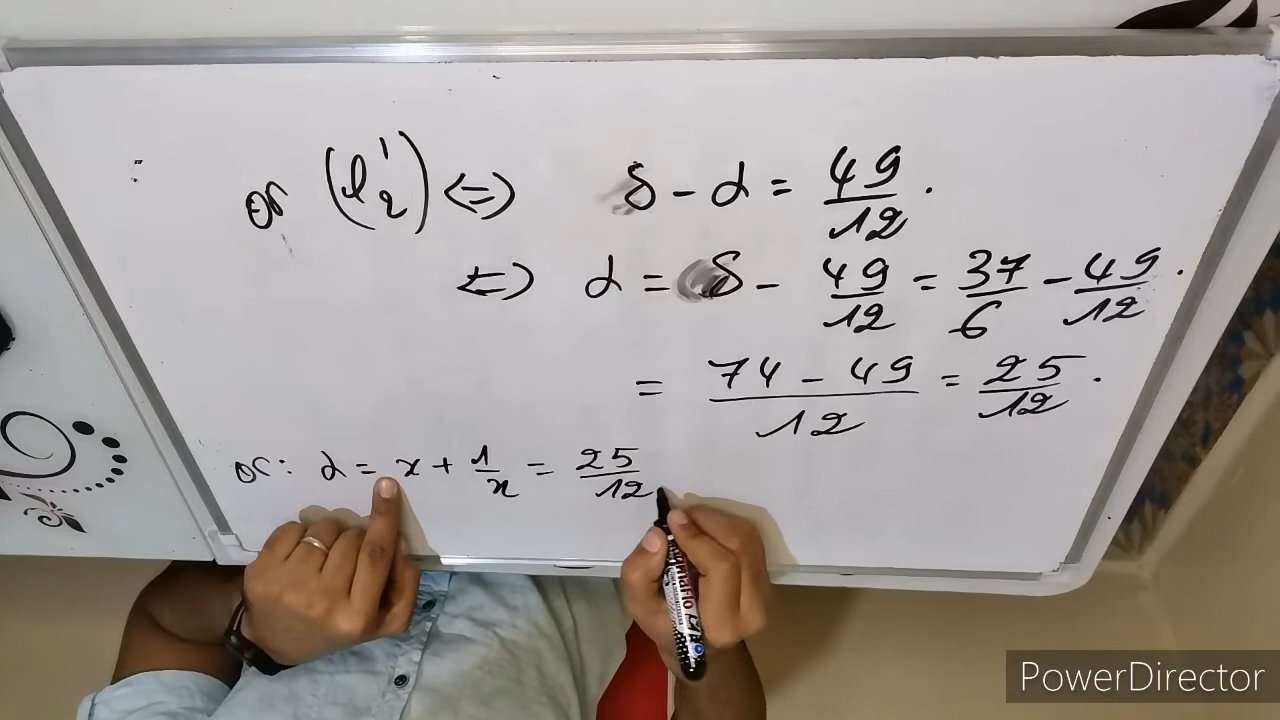 or (l'₂) <=> δ - α = 49/12 .
<=> α = δ - 49/12 = 37/6 - 49/12 .
= (74 - 49)/12 = 25/12 .
or : α = x + 1/x = 25/12
PowerDirector